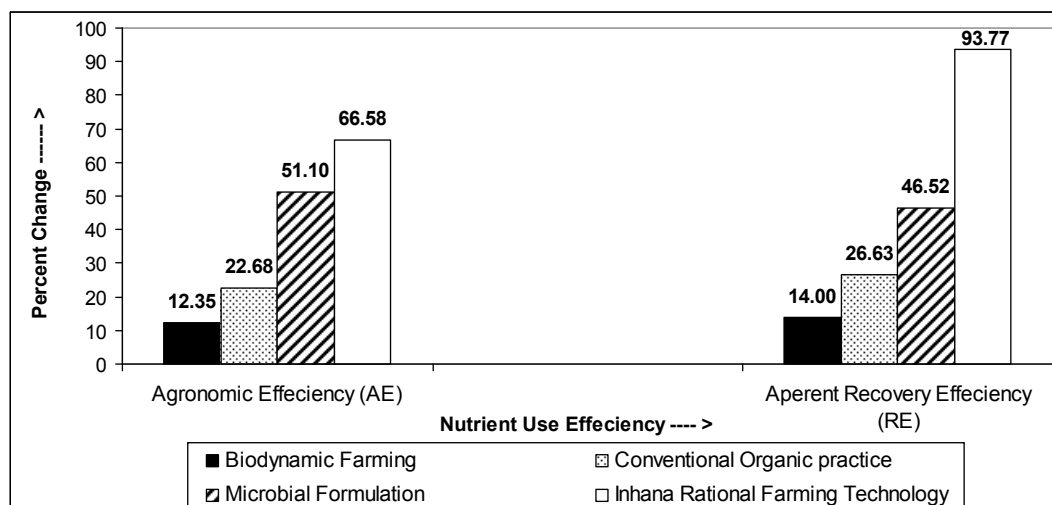 100
90
80
70
60
50
40
30
20
10
0
Percent Change ------ >
12.35
22.68
51.10
66.58
14.00
26.63
46.52
93.77
Agronomic Effeciency (AE)
Aperent Recovery Effeciency
(RE)
Nutrient Use Effeciency ---- >
Biodynamic Farming
Conventional Organic practice
Microbial Formulation
Inhana Rational Farming Technology